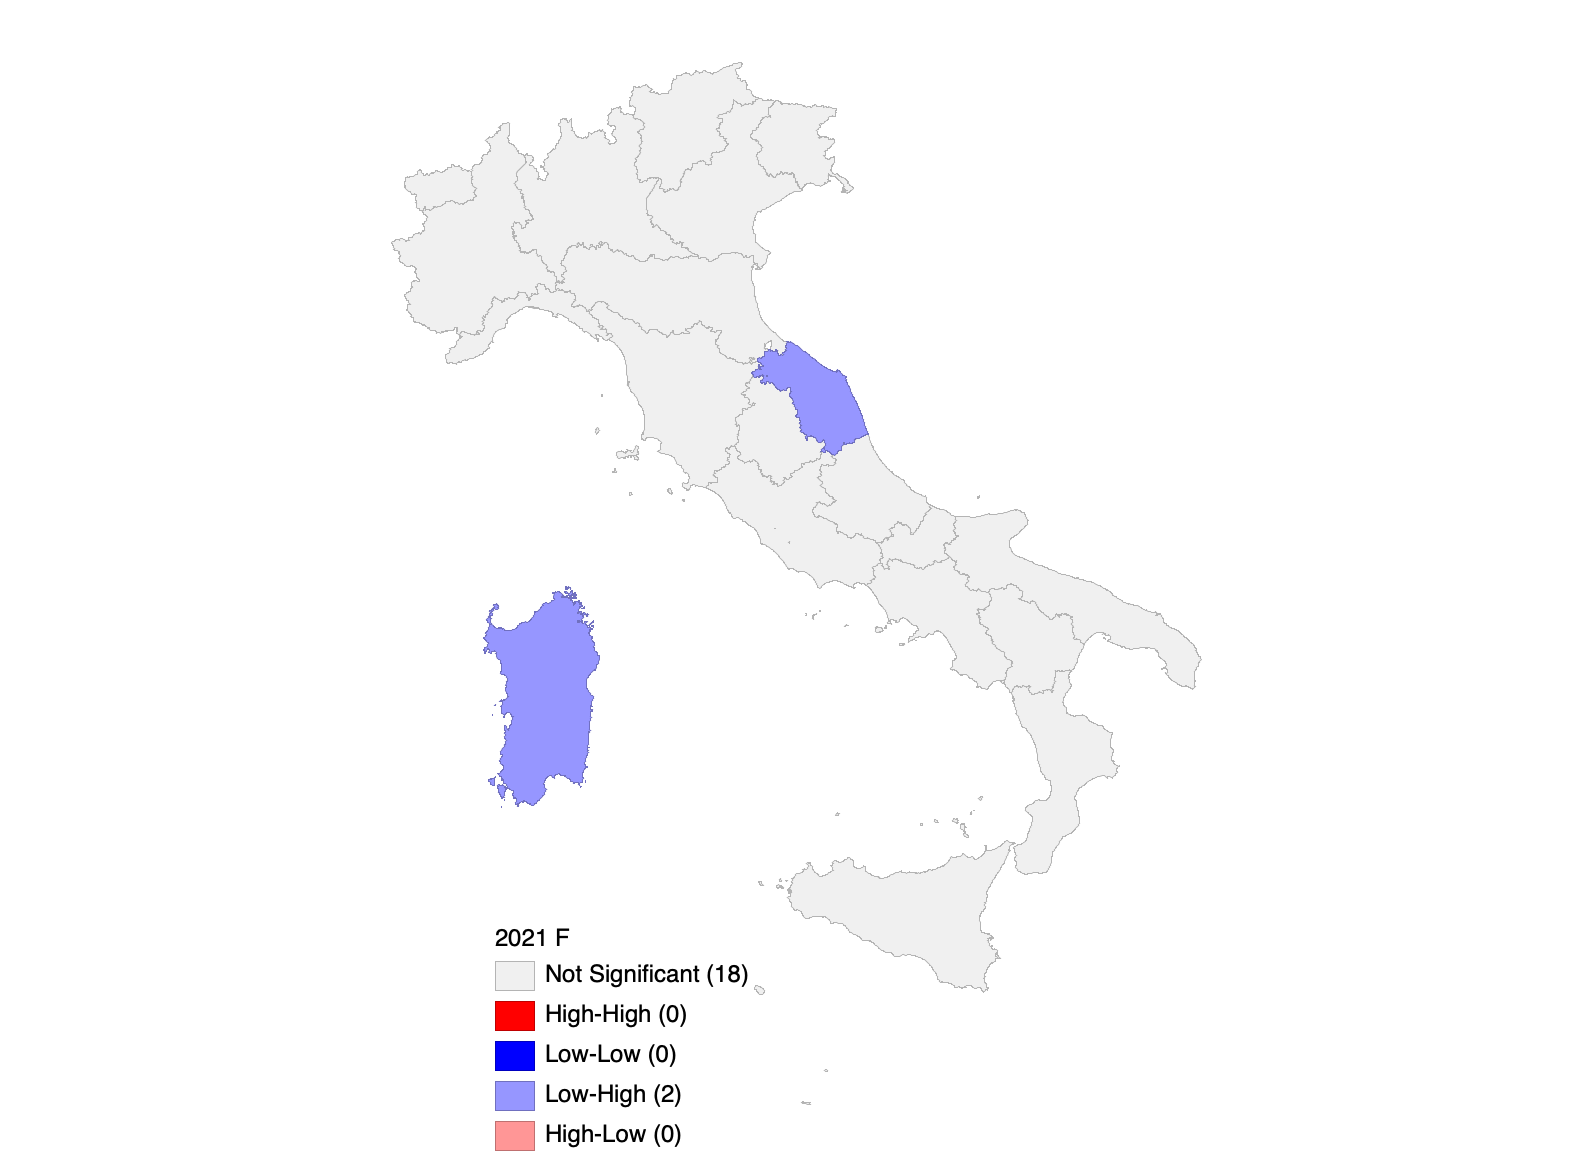 2021 F
Not Significant (18)
High-High (0)
Low-Low (0)
Low-High (2)
High-Low (0)